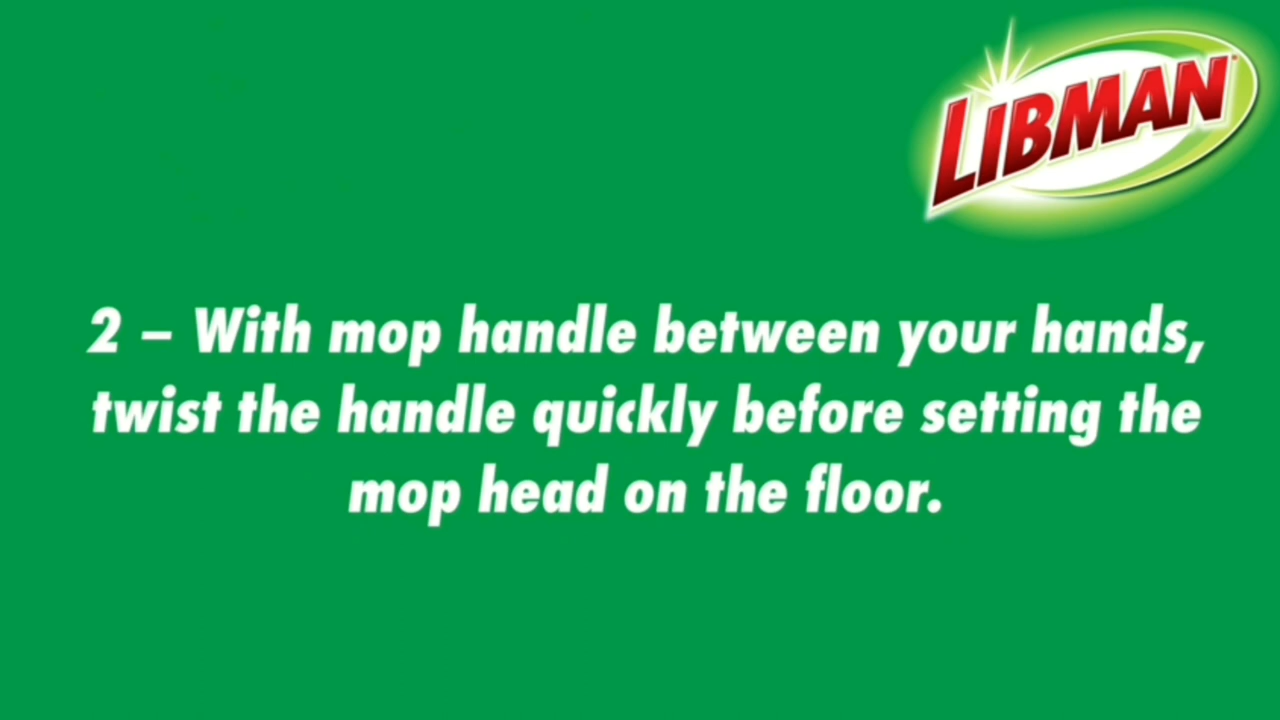 LIBMAN
2 – With mop handle between your hands,
twist the handle quickly before setting the
mop head on the floor.